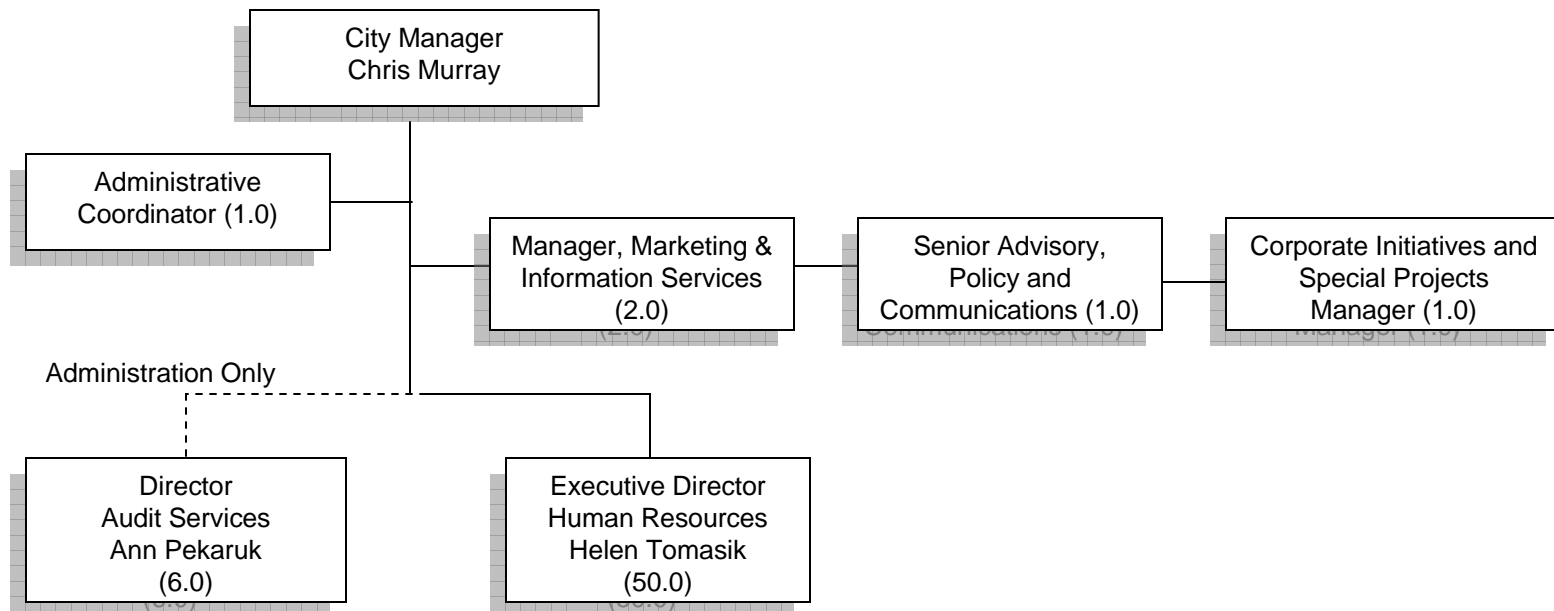 City Manager
Chris Murray
Administrative
Coordinator (1.0)
Manager, Marketing &
Information Services
(2.0)
Senior Advisory,
Policy and
Communications (1.0)
Corporate Initiatives and
Special Projects
Manager (1.0)
Administration Only
Director
Audit Services
Ann Pekaruk
(6.0)
Executive Director
Human Resources
Helen Tomasik
(50.0)